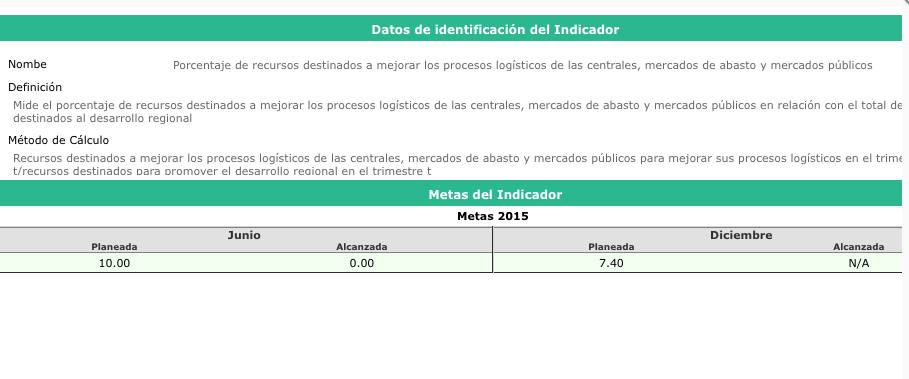 Datos de identificación del Indicador
Nombe Porcentaje de recursos destinados a mejorar los procesos logísticos de las centrales, mercados de abasto y mercados públicos
Definición
Mide el porcentaje de recursos destinados a mejorar los procesos logísticos de las centrales, mercados de abasto y mercados públicos en relación con el total de
destinados al desarrollo regional
Método de Cálculo
Recursos destinados a mejorar los procesos logísticos de las centrales, mercados de abasto y mercados públicos para mejorar sus procesos logísticos en el trime
t/recursos destinados para promover el desarrollo regional en el trimestre t
Metas del Indicador
Metas 2015
Junio Diciembre
Planeada Alcanzada Planeada Alcanzada
10.00 0.00 7.40 N/A